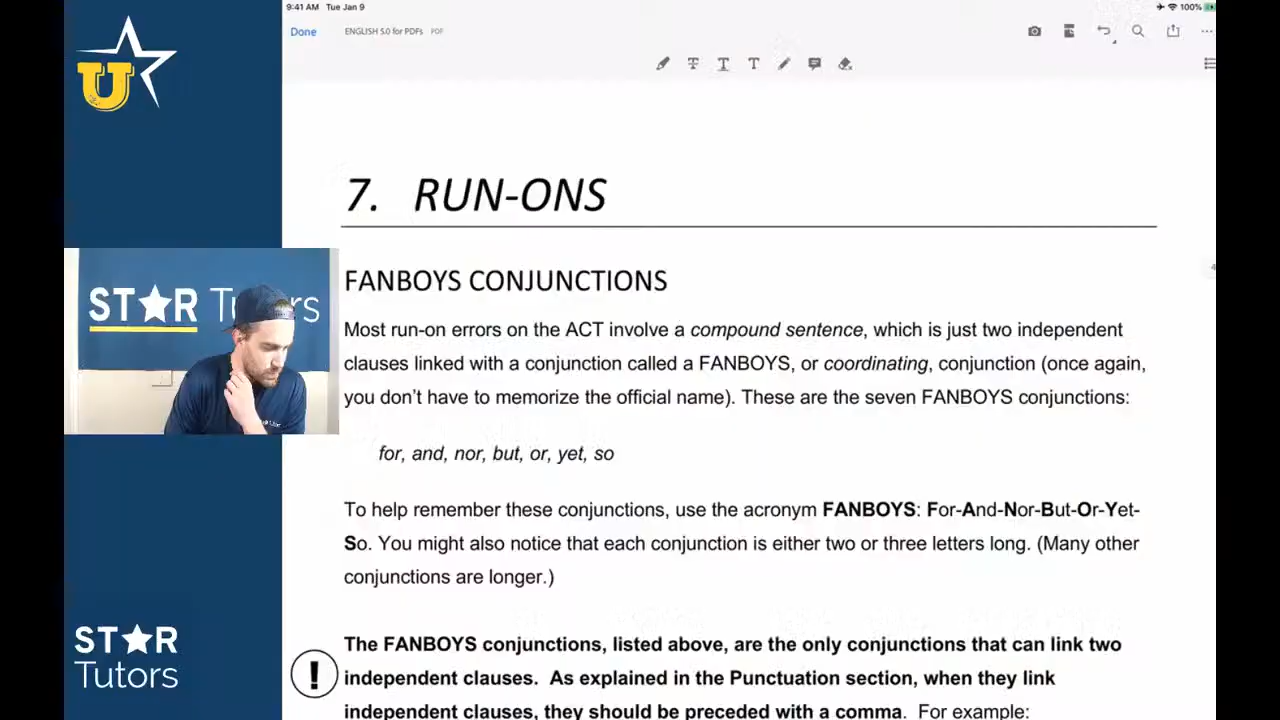 9:41 AM Tue Jan 9
100%
Done
ENGLISH 5.0 for PDFs PDF
T T T
U
7. RUN-ONS
FANBOYS CONJUNCTIONS
Most run-on errors on the ACT involve a compound sentence, which is just two independent
clauses linked with a conjunction called a FANBOYS, or coordinating, conjunction (once again,
you don't have to memorize the official name). These are the seven FANBOYS conjunctions:
for, and, nor, but, or, yet, so
To help remember these conjunctions, use the acronym FANBOYS: For-And-Nor-But-Or-Yet-
So. You might also notice that each conjunction is either two or three letters long. (Many other
conjunctions are longer.)
The FANBOYS conjunctions, listed above, are the only conjunctions that can link two
independent clauses. As explained in the Punctuation section, when they link
independent clauses, they should be preceded with a comma. For example:
!
STAR
STAR
Tutors